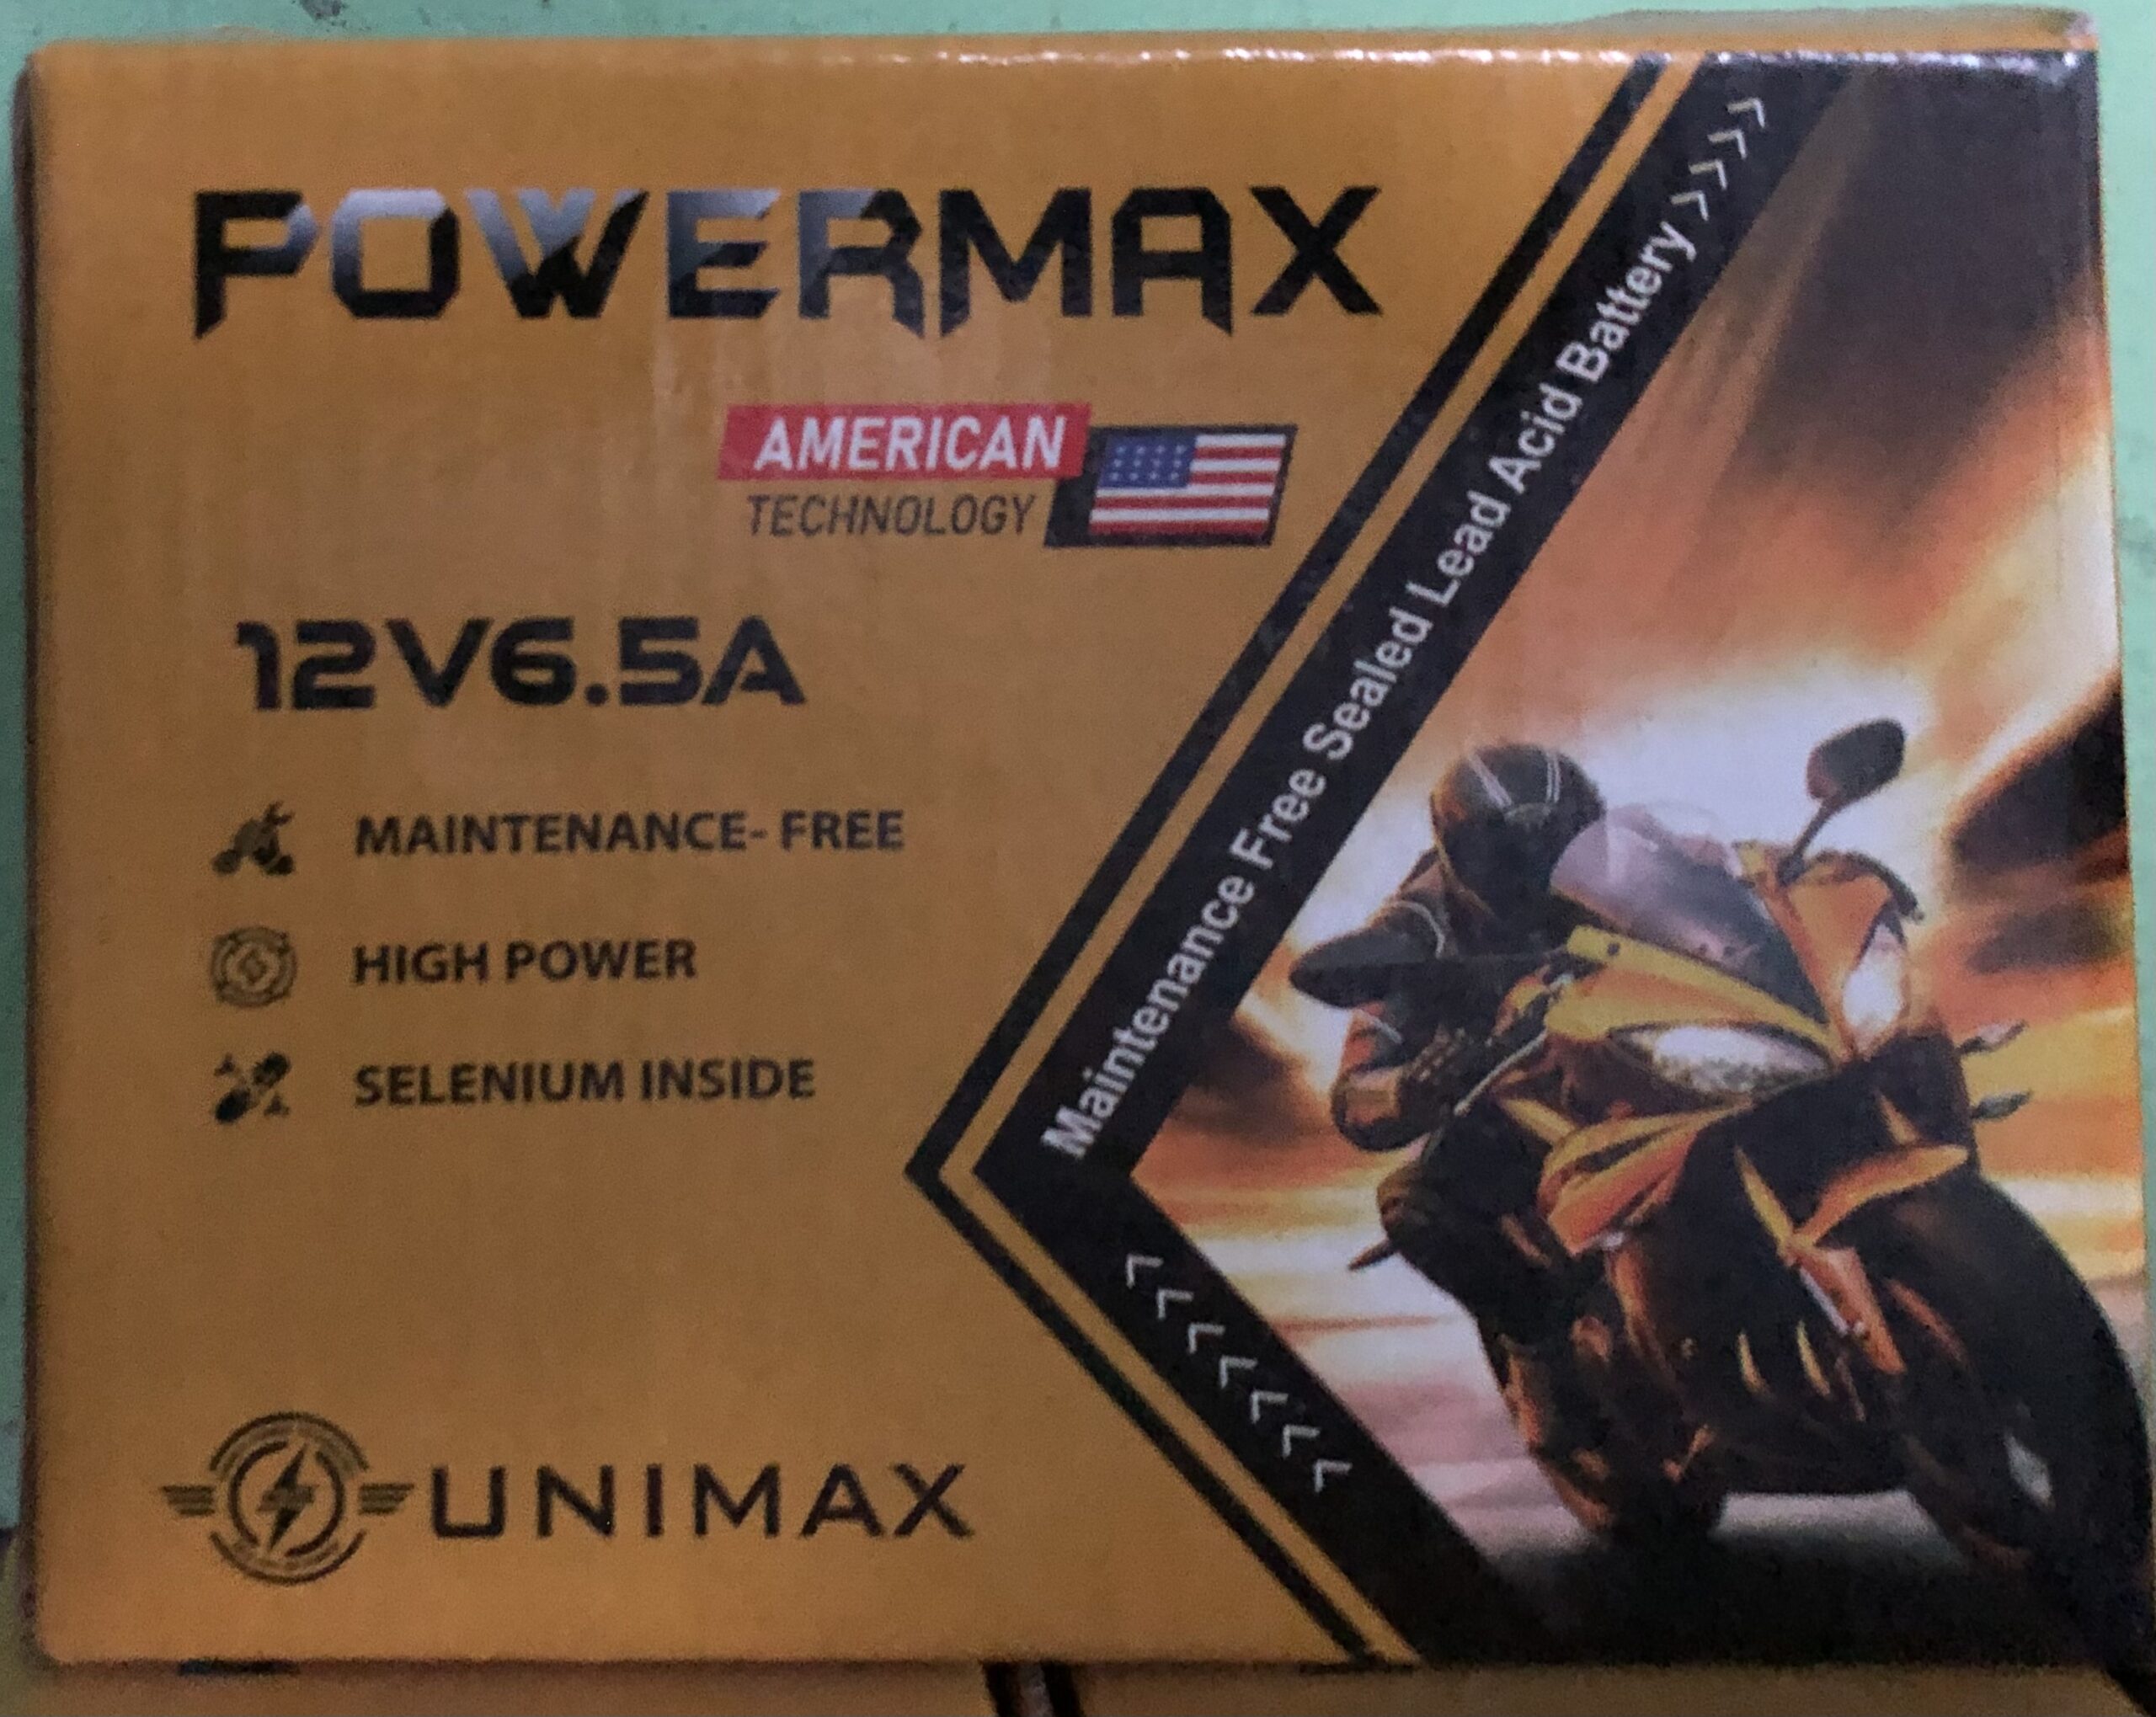 POWERMAX
AMERICAN
TECHNOLOGY
12V6.5A
MAINTENANCE- FREE
HIGH POWER
SELENIUM INSIDE
UNIMAX
Maintenance Free Sealed Lead Acid Battery